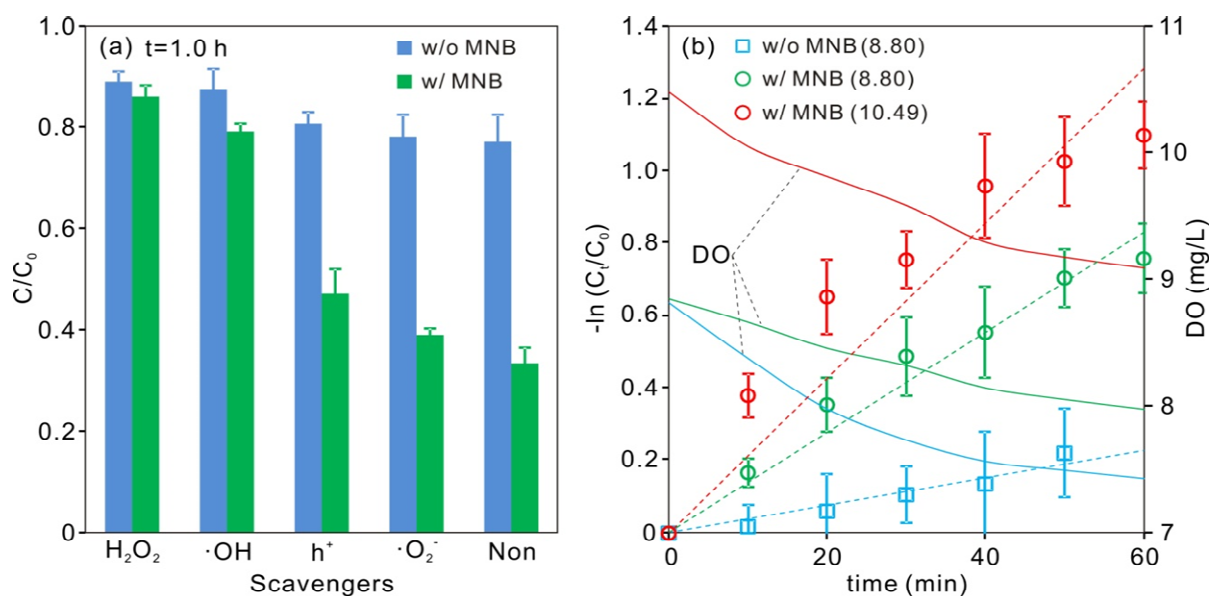 (a) t=1.0 h
w/o MNB
w/ MNB
1.0
0.8
0.6
0.4
0.2
0
C/C₀
H₂O₂
·OH
h⁺
·O₂⁻
Non
Scavengers
(b)
w/o MNB (8.80)
w/ MNB (8.80)
w/ MNB (10.49)
DO
1.4
1.2
1.0
0.8
0.6
0.4
0.2
0
-ln (Cₜ/C₀)
11
10
9
8
7
DO (mg/L)
0
20
40
60
time (min)